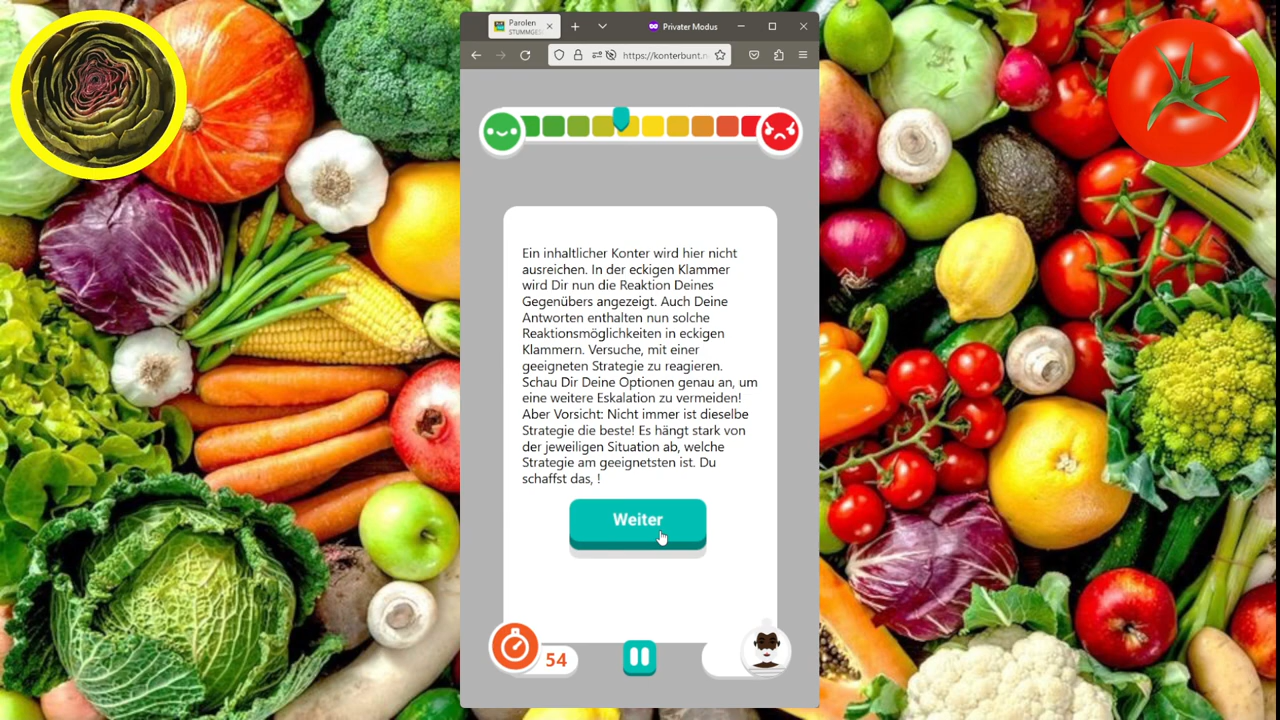 Parolen
Privater Modus
https://konterbunt.
Ein inhaltlicher Konter wird hier nicht
ausreichen. In der eckigen Klammer
wird Dir nun die Reaktion Deines
Gegenübers angezeigt. Auch Deine
Antworten enthalten nun solche
Reaktionsmöglichkeiten in eckigen
Klammern. Versuche, mit einer
geeigneten Strategie zu reagieren.
Schau Dir Deine Optionen genau an, um
eine weitere Eskalation zu vermeiden!
Aber Vorsicht: Nicht immer ist dieselbe
Strategie die beste! Es hängt stark von
der jeweiligen Situation ab, welche
Strategie am geeignetsten ist. Du
schaffst das, !
Weiter
54